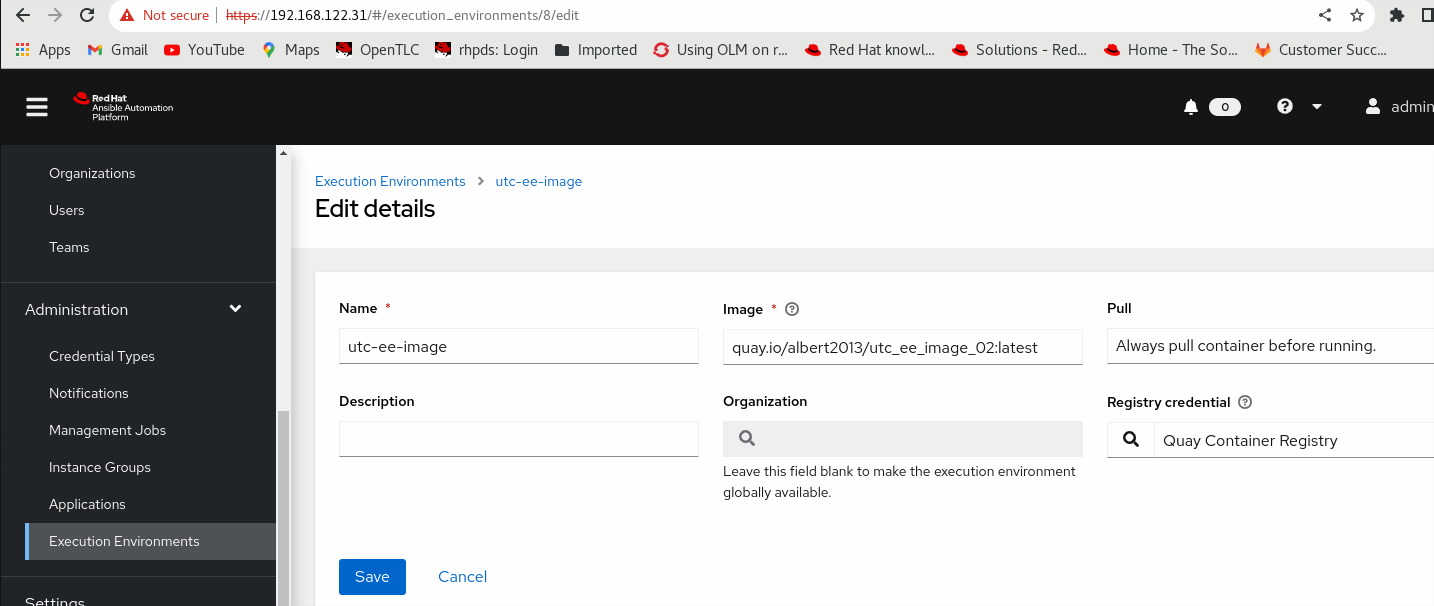 Not secure https://192.168.122.31/#/execution_environments/8/edit
Apps Gmail YouTube Maps OpenTLC rhpds: Login Imported Using OLM on r... Red Hat knowl... Solutions - Red... Home - The So... Customer Succ...
Red Hat
Ansible Automation
Platform
0 admin
Organizations
Users
Teams
Administration
Credential Types
Notifications
Management Jobs
Instance Groups
Applications
Execution Environments
Settings
Execution Environments > utc-ee-image
Edit details
Name *
utc-ee-image
Image *
quay.io/albert2013/utc_ee_image_02:latest
Pull
Always pull container before running.
Description
Organization
Leave this field blank to make the execution environment
globally available.
Registry credential
Quay Container Registry
Save Cancel